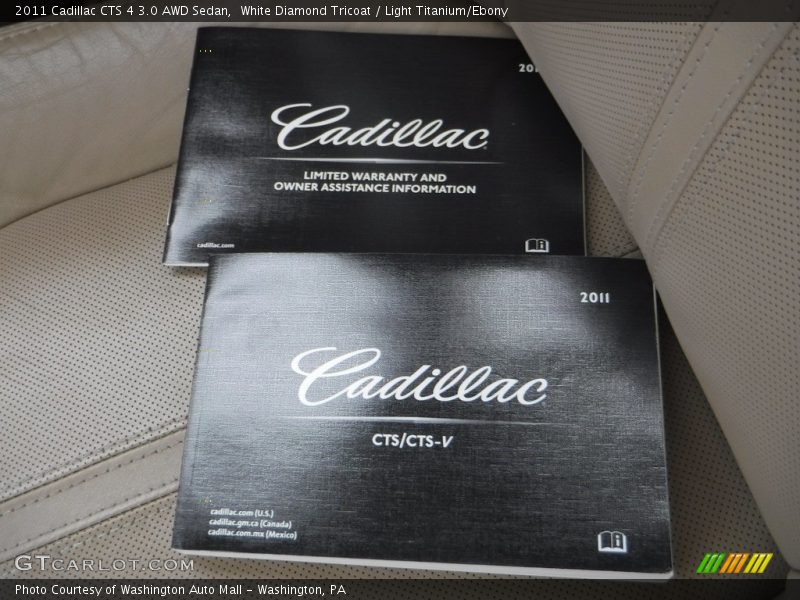 2011 Cadillac CTS 4 3.0 AWD Sedan,  White Diamond Tricoat / Light Titanium/Ebony
Cadillac
LIMITED WARRANTY AND
OWNER ASSISTANCE INFORMATION
cadillac.com
2011
Cadillac
CTS/CTS-V
cadillac.com (U.S.)
cadillac.gm.ca (Canada)
cadillac.com.mx (Mexico)
GTCARLOT.COM
Photo Courtesy of Washington Auto Mall - Washington, PA